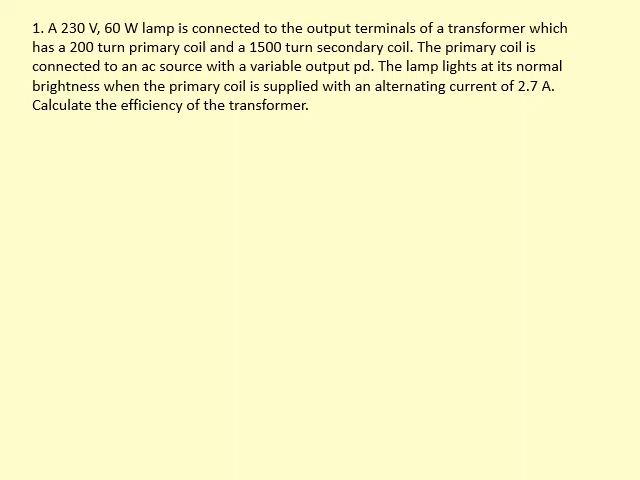 1. A 230 V, 60 W lamp is connected to the output terminals of a transformer which
has a 200 turn primary coil and a 1500 turn secondary coil. The primary coil is
connected to an ac source with a variable output pd. The lamp lights at its normal
brightness when the primary coil is supplied with an alternating current of 2.7 A.
Calculate the efficiency of the transformer.